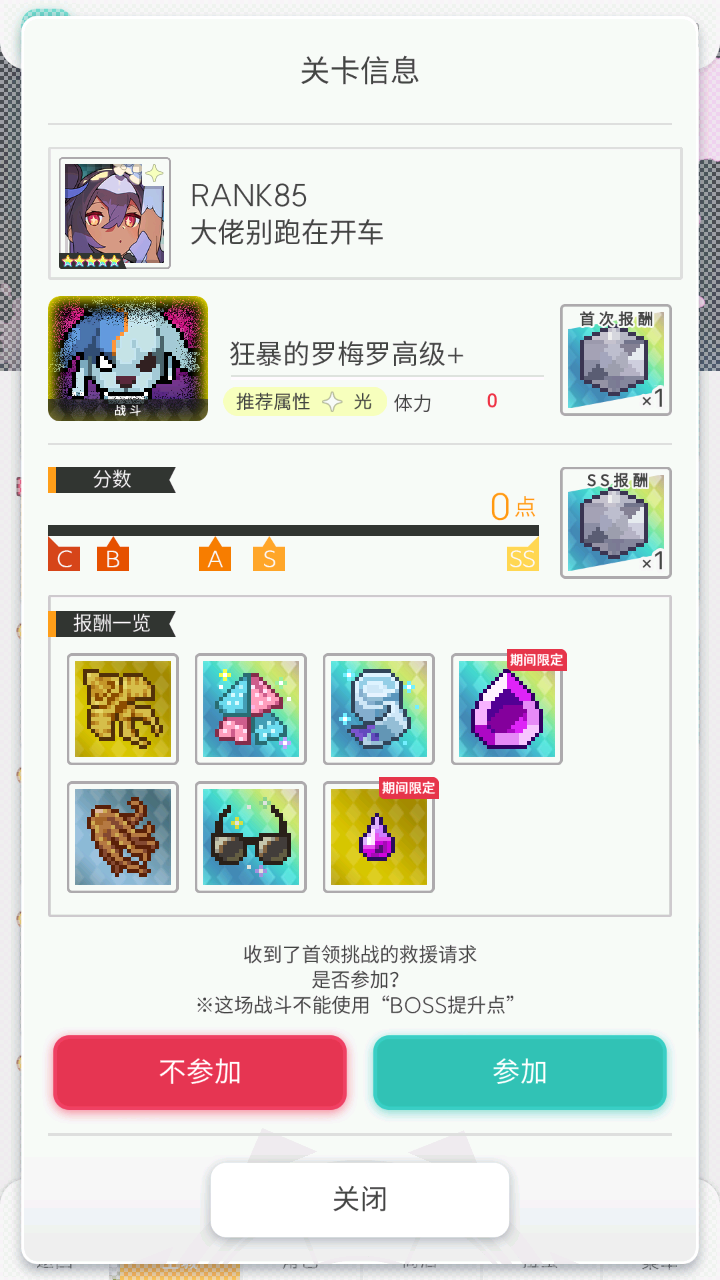 关卡信息
RANK85
大佬别跑在开车
首次报酬
×1
狂暴的罗梅罗高级+
战斗
推荐属性 光 体力 0
分数
0点
C B A S SS
SS报酬
×1
报酬一览
期间限定
期间限定
收到了首领挑战的救援请求
是否参加？
※这场战斗不能使用“BOSS提升点”
不参加 参加
关闭